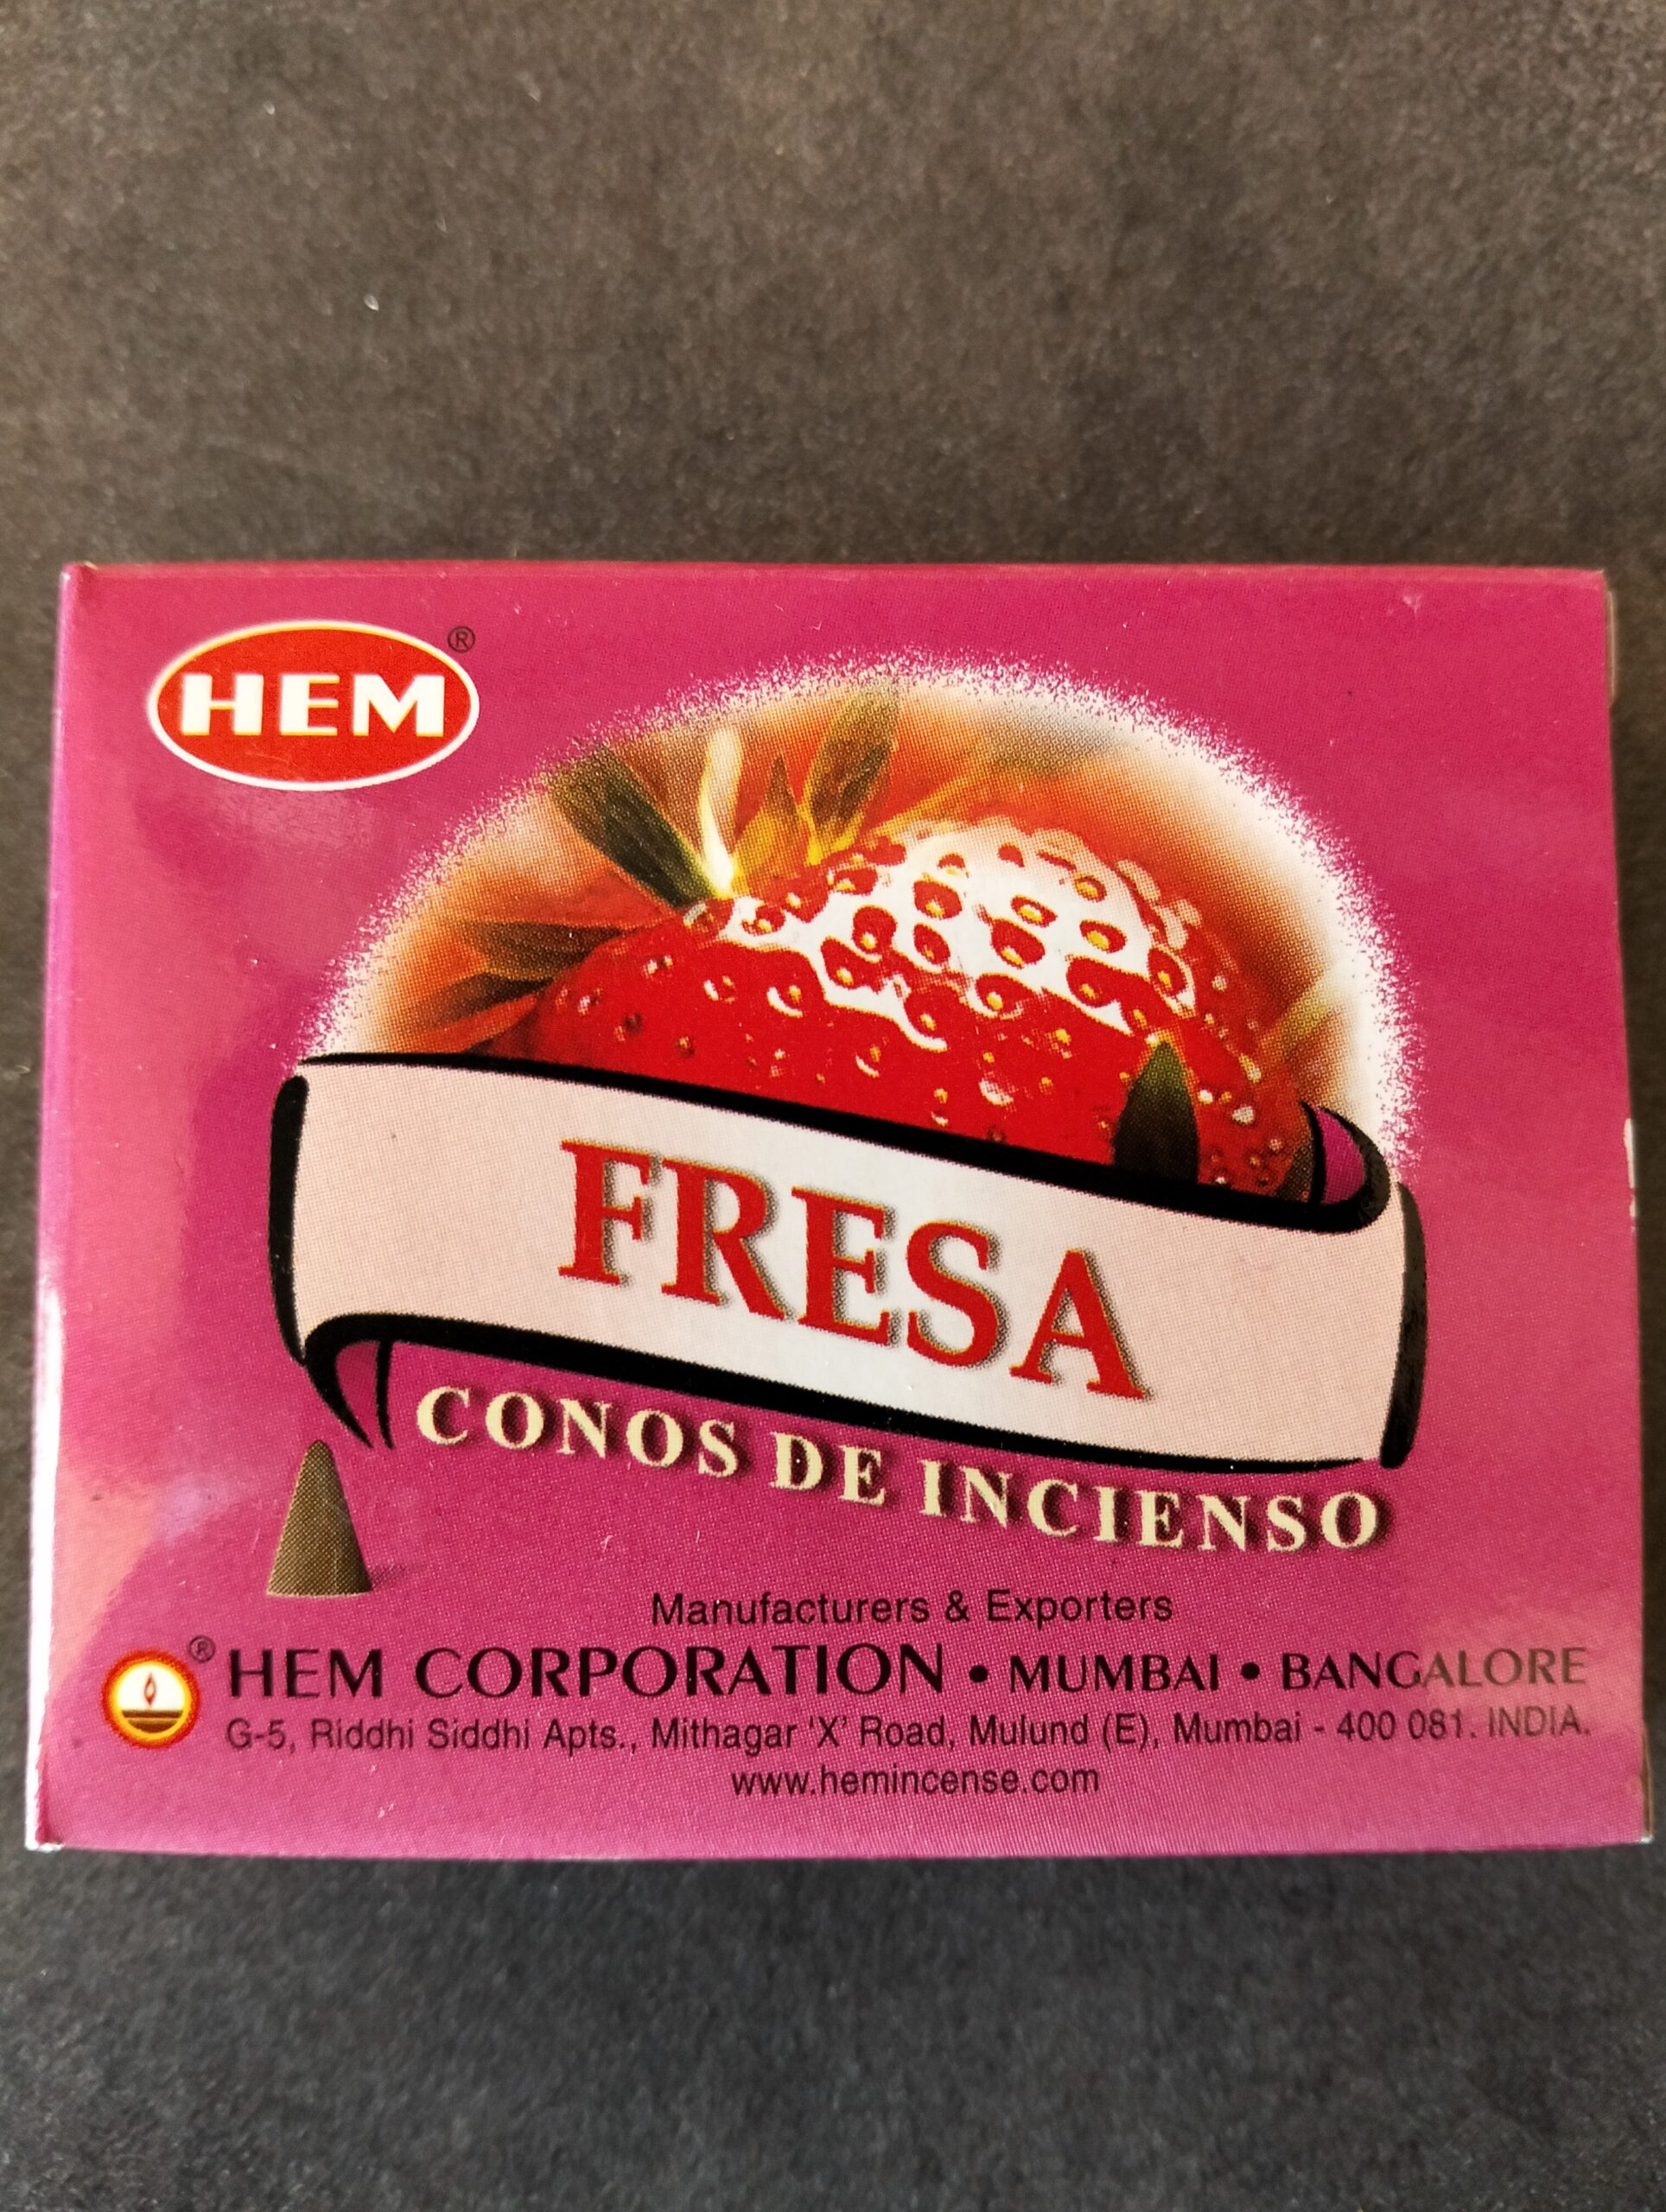 HEM ®
FRESA
CONOS DE INCIENSO
Manufacturers & Exporters
® HEM CORPORATION • MUMBAI • BANGALORE
G-5, Riddhi Siddhi Apts., Mithagar 'X' Road, Mulund (E), Mumbai - 400 081. INDIA.
www.hemincense.com